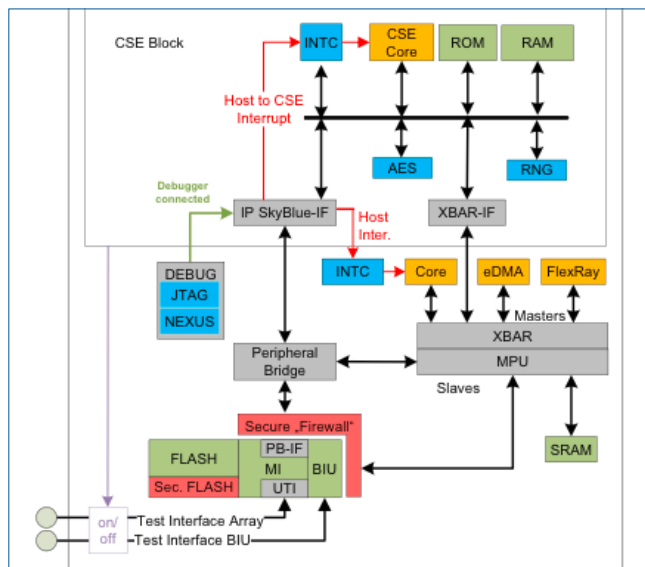 CSE Block
INTC
CSE
Core
ROM
RAM
Host to CSE
Interrupt
AES
RNG
Debugger
connected
IP SkyBlue-IF
XBAR-IF
Host
Inter.
DEBUG
JTAG
NEXUS
INTC
Core
eDMA
FlexRay
Masters
XBAR
MPU
Peripheral
Bridge
Slaves
Secure „Firewall“
SRAM
FLASH
Sec. FLASH
PB-IF
MI
UTI
BIU
on/
off
Test Interface Array
Test Interface BIU